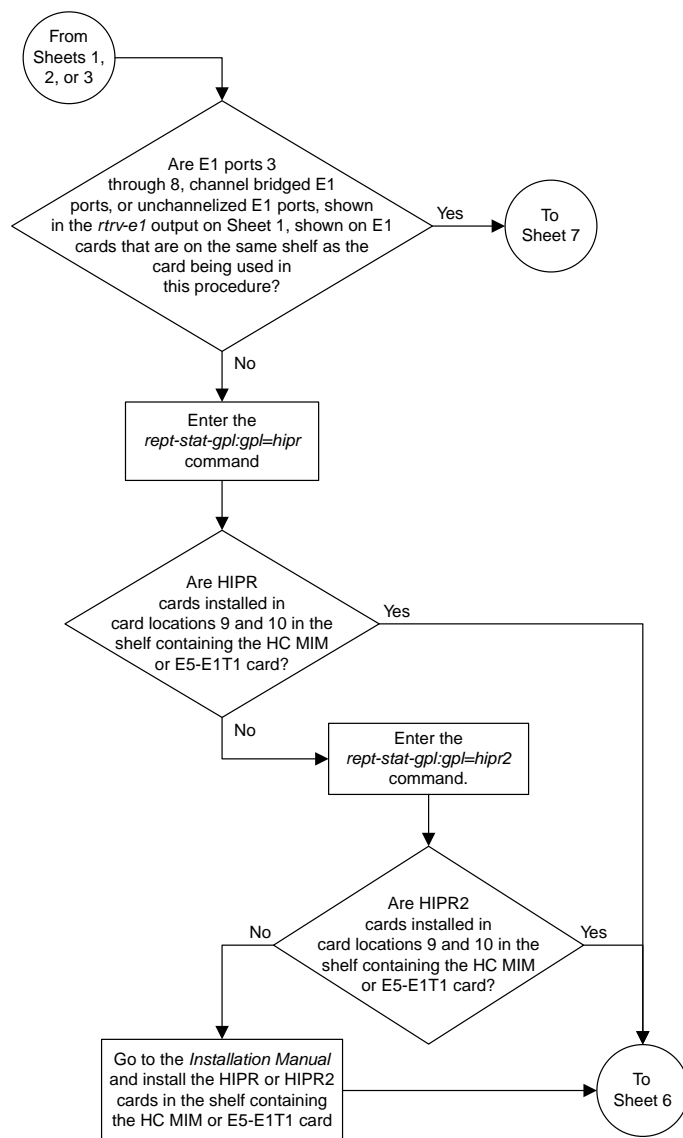 From
Sheets 1,
2, or 3
Are E1 ports 3
through 8, channel bridged E1
ports, or unchannelized E1 ports, shown
in the rtrv-e1 output on Sheet 1, shown on E1
cards that are on the same shelf as the
card being used in
this procedure?
Yes
To
Sheet 7
No
Enter the
rept-stat-gpl:gpl=hipr
command
Are HIPR
cards installed in
card locations 9 and 10 in the
shelf containing the HC MIM
or E5-E1T1 card?
Yes
No
Enter the
rept-stat-gpl:gpl=hipr2
command.
Are HIPR2
cards installed in
card locations 9 and 10 in the
shelf containing the HC MIM
or E5-E1T1 card?
No
Yes
Go to the Installation Manual
and install the HIPR or HIPR2
cards in the shelf containing
the HC MIM or E5-E1T1 card
To
Sheet 6